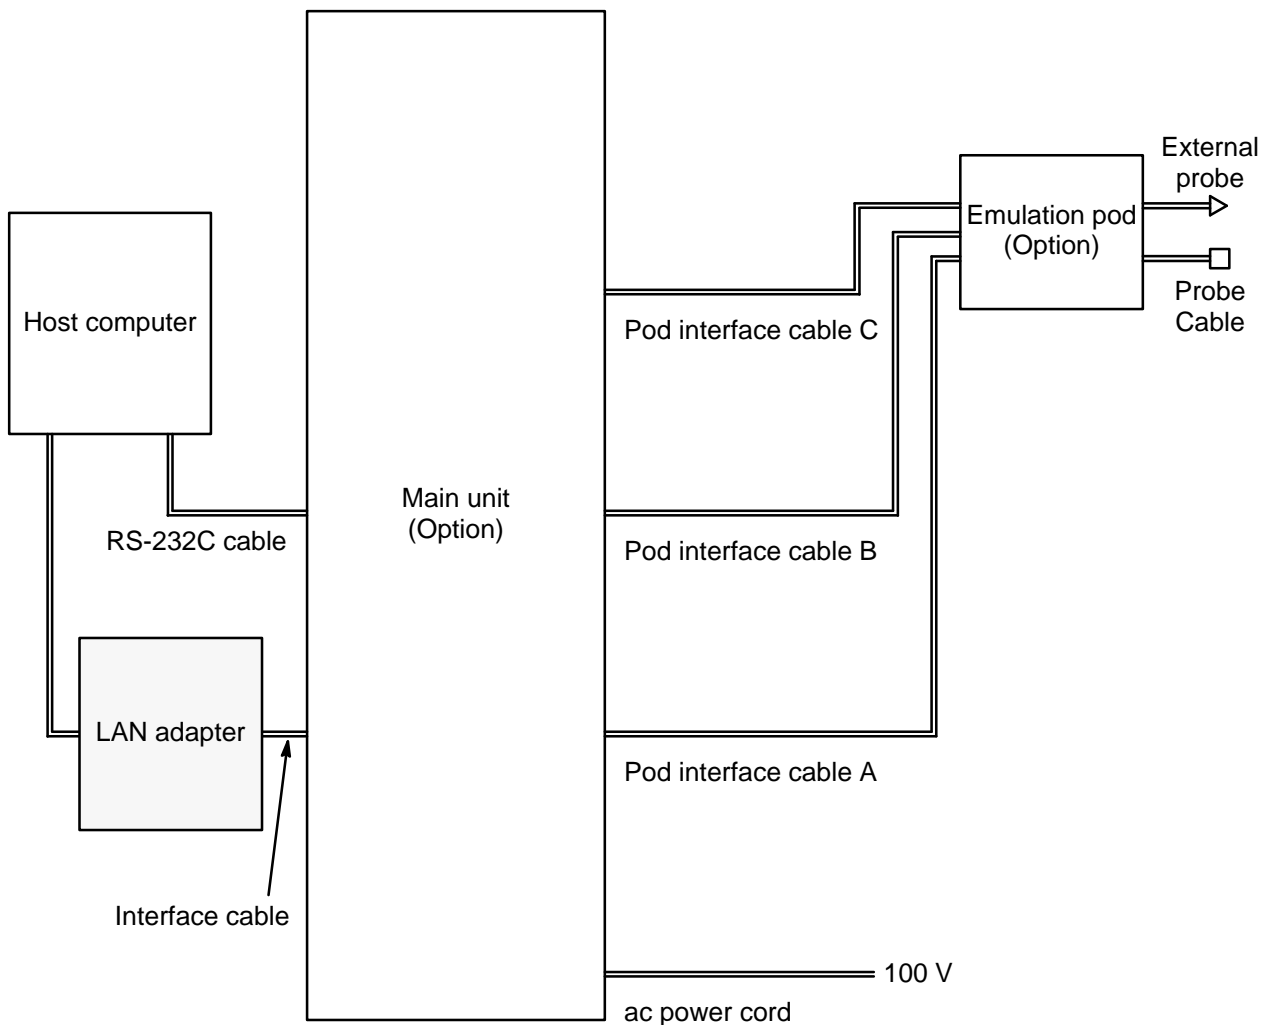 External
probe
Emulation pod
(Option)
Probe
Cable
Host computer
Pod interface cable C
Main unit
(Option)
RS-232C cable
Pod interface cable B
LAN adapter
Pod interface cable A
Interface cable
100 V
ac power cord